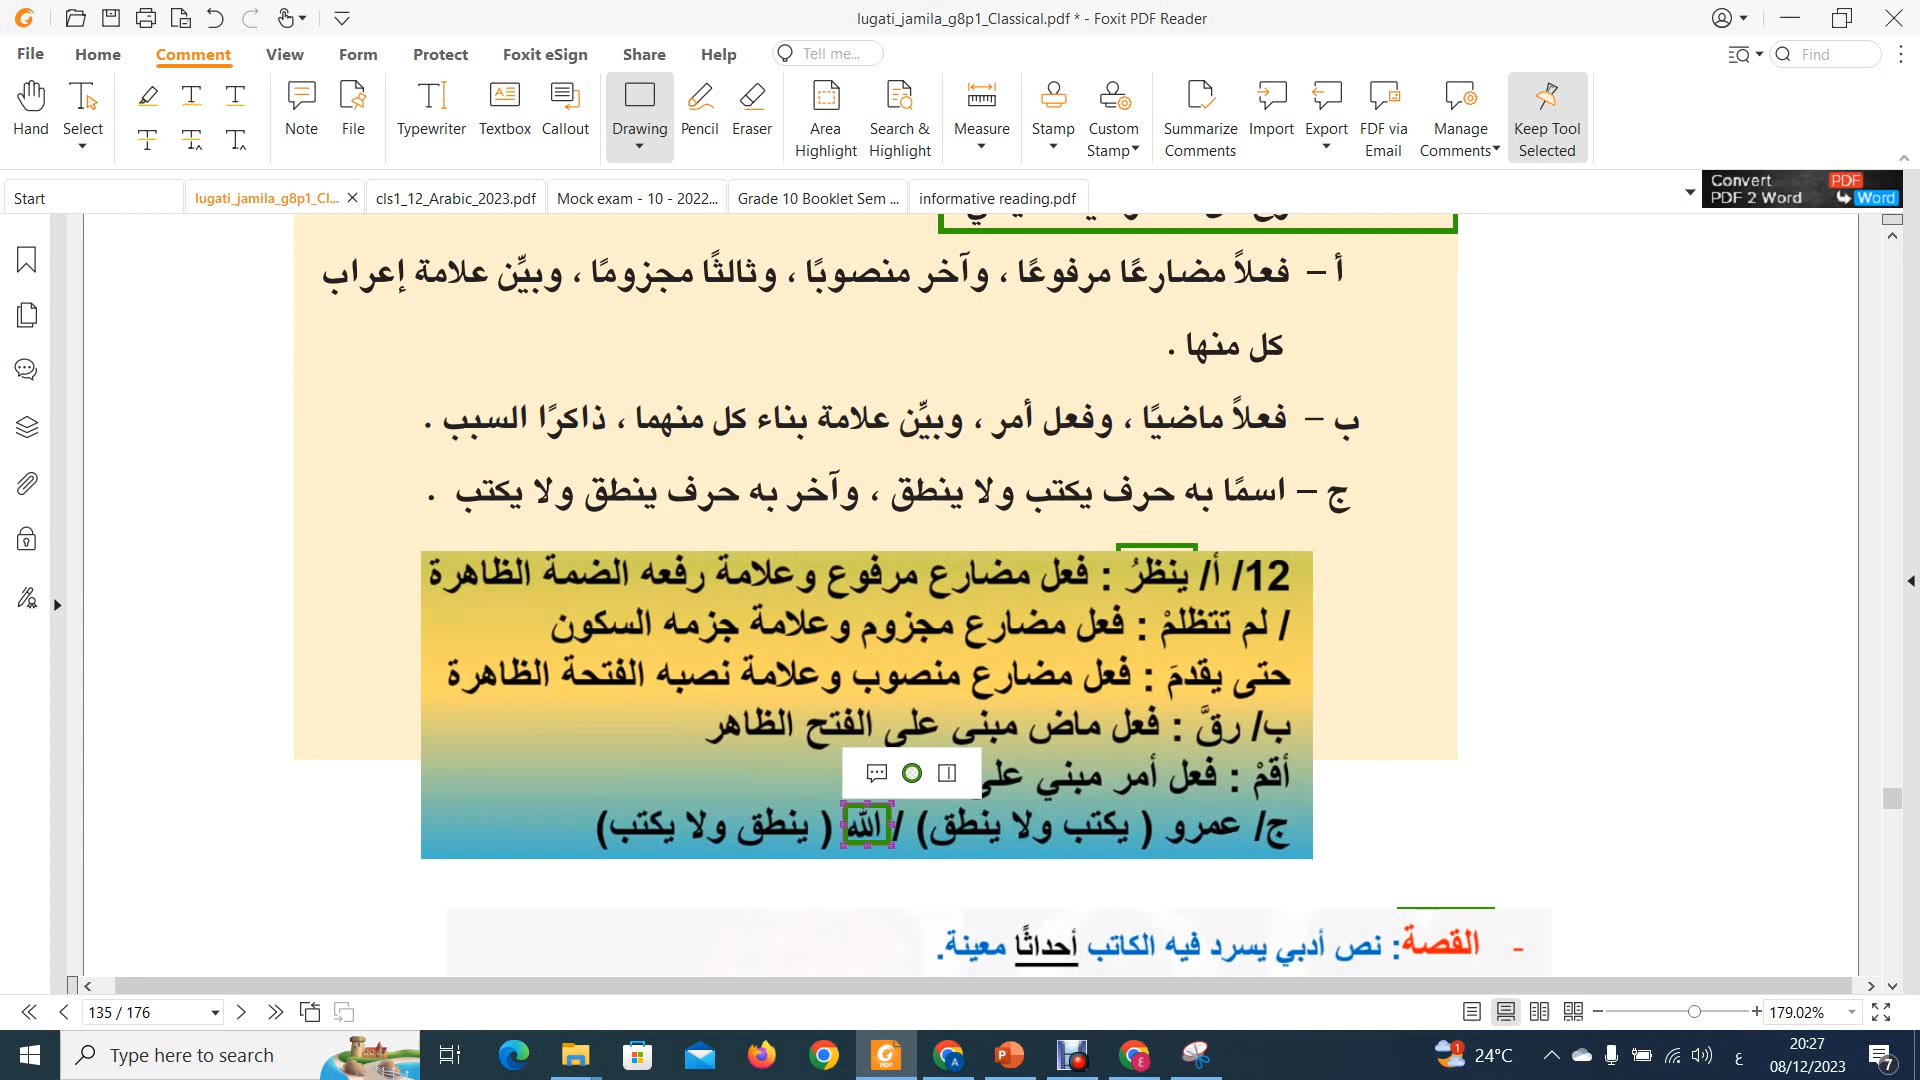 lugati_jamila_g8p1_Classical.pdf * - Foxit PDF Reader
File Home Comment View Form Protect Foxit eSign Share Help Tell me... Find
Hand Select Note File Typewriter Textbox Callout Drawing Pencil Eraser Area Highlight Search & Highlight Measure Stamp Custom Stamp Summarize Comments Import Export FDF via Email Manage Comments Keep Tool Selected
Start lugati_jamila_g8p1_Cl... cls1_12_Arabic_2023.pdf Mock exam - 10 - 2022... Grade 10 Booklet Sem ... informative reading.pdf
Convert PDF
PDF 2 Word Word
أ – فعلاً مضارعًا مرفوعًا ، وآخر منصوبًا ، وثالثًا مجزومًا ، وبيِّن علامة إعراب
كل منها .
ب – فعلاً ماضيًا ، وفعل أمر ، وبيِّن علامة بناء كل منهما ، ذاكرًا السبب .
ج – اسمًا به حرف يكتب ولا ينطق ، وآخر به حرف ينطق ولا يكتب .
12/ أ/ ينظرُ : فعل مضارع مرفوع وعلامة رفعه الضمة الظاهرة
/ لم تتظلمْ : فعل مضارع مجزوم وعلامة جزمه السكون
حتى يقدمَ : فعل مضارع منصوب وعلامة نصبه الفتحة الظاهرة
ب/ رقَّ : فعل ماض مبنى على الفتح الظاهر
أقمْ : فعل أمر مبني على
ج/ عمرو ( يكتب ولا ينطق) / الله ( ينطق ولا يكتب)
- القصة: نص أدبي يسرد فيه الكاتب أحداثًا معينة.
135 / 176 179.02%
Type here to search 24°C ع 20:27
08/12/2023 7